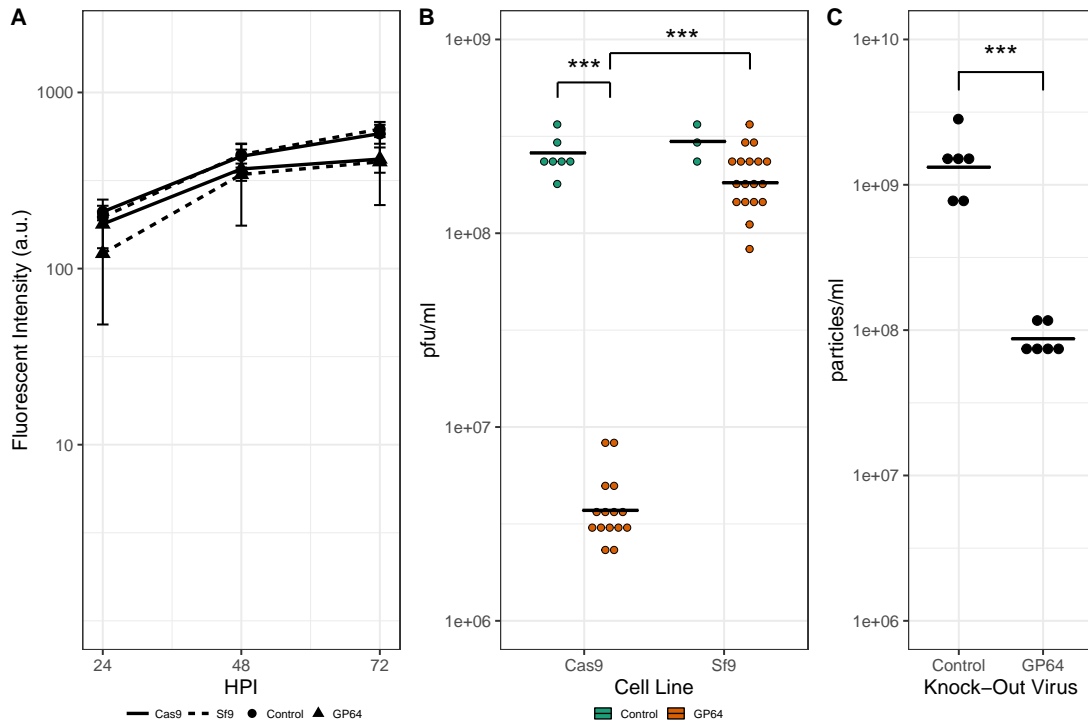 A
Fluorescent Intensity (a.u.)
1000
100
10
24
48
72
HPI
Cas9
Sf9
Control
GP64
B
pfu/ml
1e+09
1e+08
1e+07
1e+06
***
***
Cas9
Sf9
Cell Line
Control
GP64
C
particles/ml
1e+10
1e+09
1e+08
1e+07
1e+06
***
Control
GP64
Knock−Out Virus